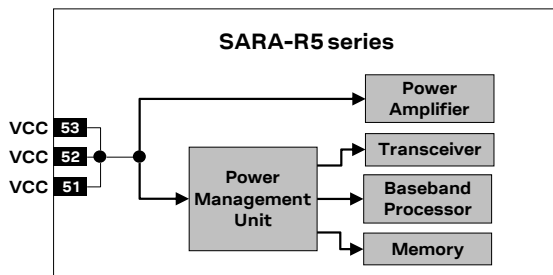 SARA-R5 series
Power
Amplifier
VCC 53
VCC 52
VCC 51
Transceiver
Power
Management
Unit
Baseband
Processor
Memory